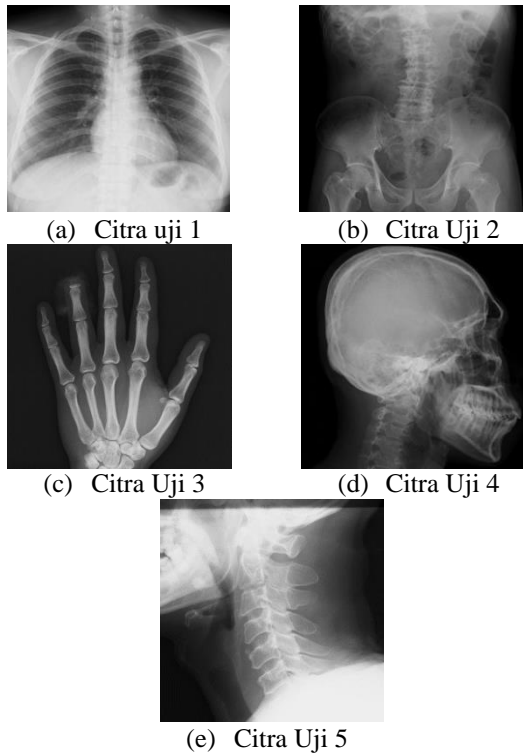 (a) Citra uji 1
(b) Citra Uji 2
(c) Citra Uji 3
(d) Citra Uji 4
(e) Citra Uji 5